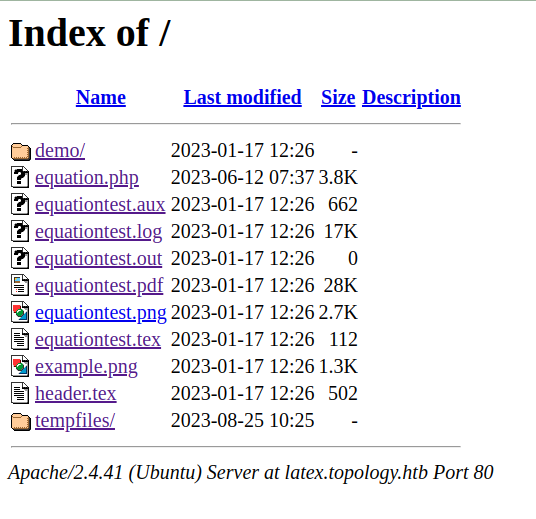 Index of /
Name Last modified Size Description
demo/ 2023-01-17 12:26 -
equation.php 2023-06-12 07:37 3.8K
equationtest.aux 2023-01-17 12:26 662
equationtest.log 2023-01-17 12:26 17K
equationtest.out 2023-01-17 12:26 0
equationtest.pdf 2023-01-17 12:26 28K
equationtest.png 2023-01-17 12:26 2.7K
equationtest.tex 2023-01-17 12:26 112
example.png 2023-01-17 12:26 1.3K
header.tex 2023-01-17 12:26 502
tempfiles/ 2023-08-25 10:25 -
Apache/2.4.41 (Ubuntu) Server at latex.topology.htb Port 80